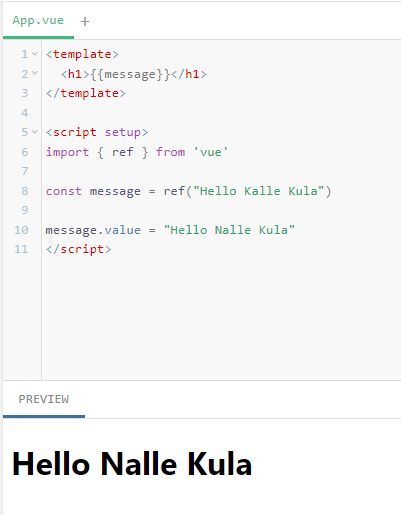 App.vue +
1 <template>
2 <h1>{{message}}</h1>
3 </template>
4
5 <script setup>
6 import { ref } from 'vue'
7
8 const message = ref("Hello Kalle Kula")
9
10 message.value = "Hello Nalle Kula"
11 </script>
PREVIEW
Hello Nalle Kula